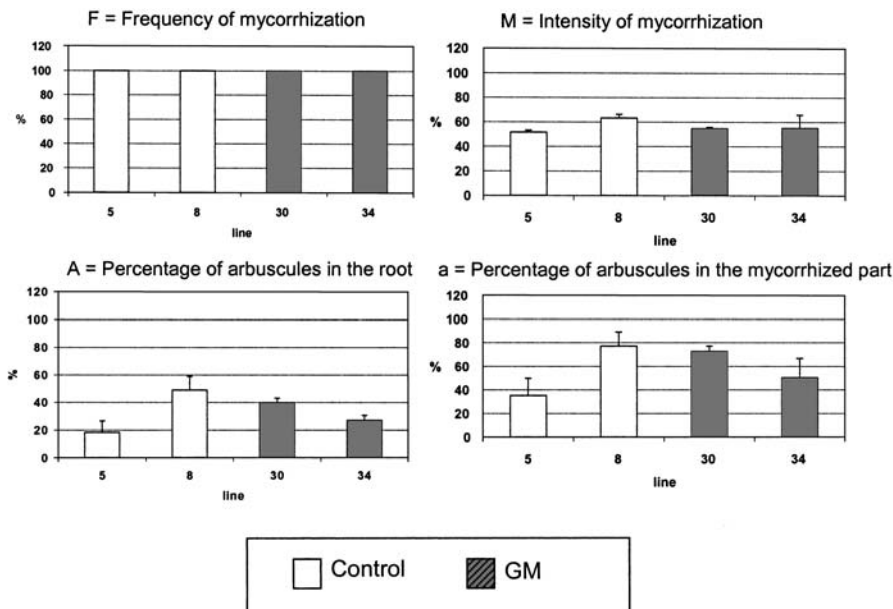 F = Frequency of mycorrhization
120
100
80
60
40
20
0
%
5 8 30 34
line
M = Intensity of mycorrhization
120
100
80
60
40
20
0
%
5 8 30 34
line
A = Percentage of arbuscules in the root
120
100
80
60
40
20
0
%
5 8 30 34
line
a = Percentage of arbuscules in the mycorrhized part
120
100
80
60
40
20
0
%
5 8 30 34
line
Control GM